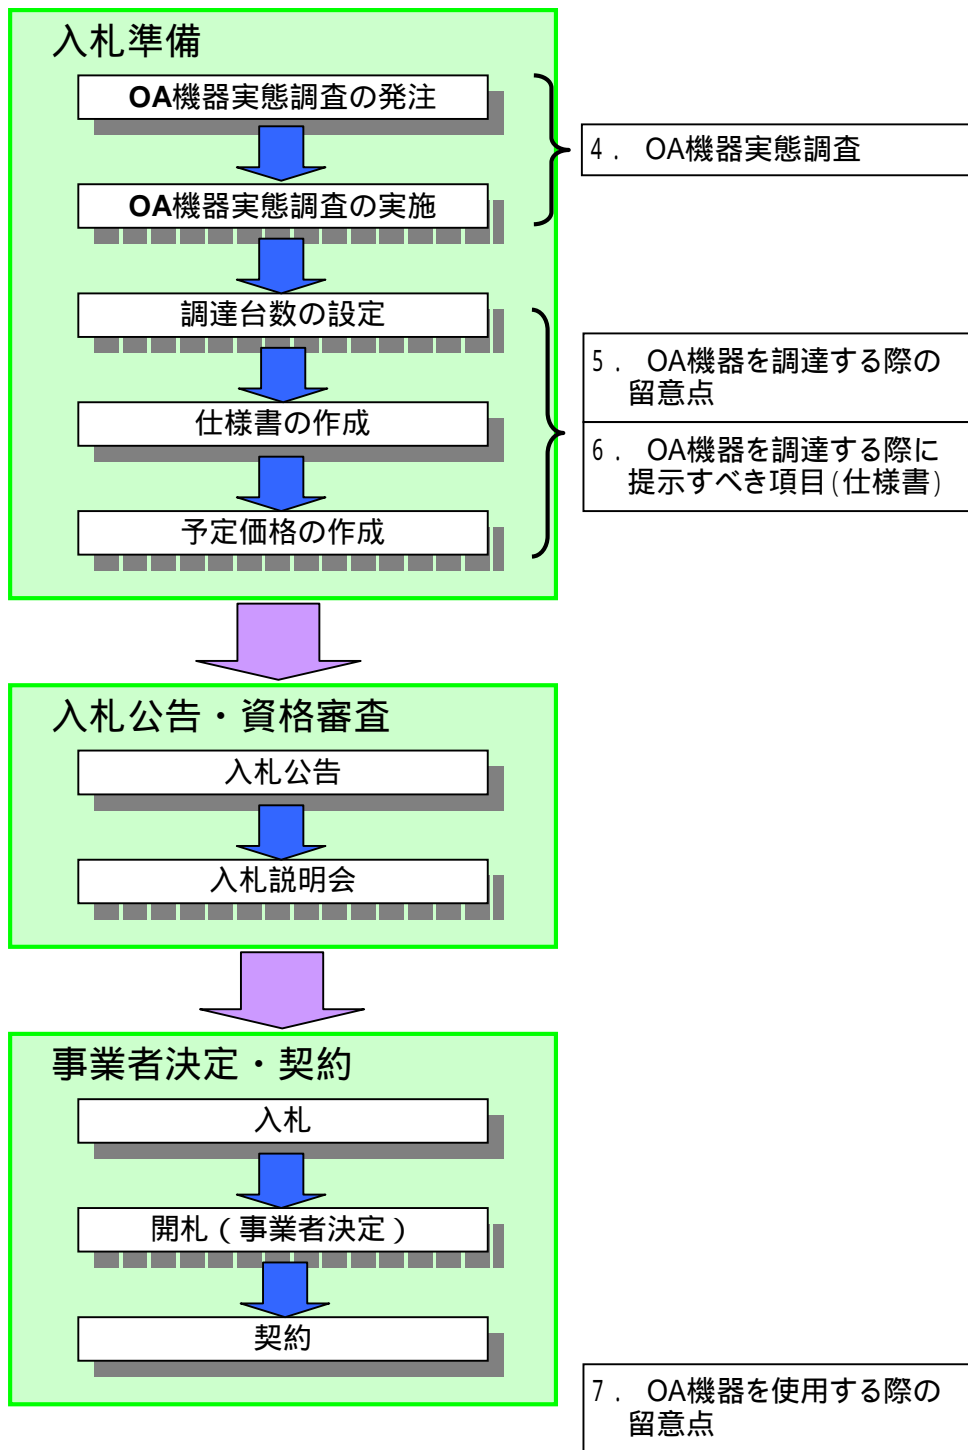 入札準備
OA機器実態調査の発注
OA機器実態調査の実施
4． OA機器実態調査
調達台数の設定
仕様書の作成
予定価格の作成
5． OA機器を調達する際の
留意点
6． OA機器を調達する際に
提示すべき項目(仕様書)
入札公告・資格審査
入札公告
入札説明会
事業者決定・契約
入札
開札（事業者決定）
契約
7． OA機器を使用する際の
留意点